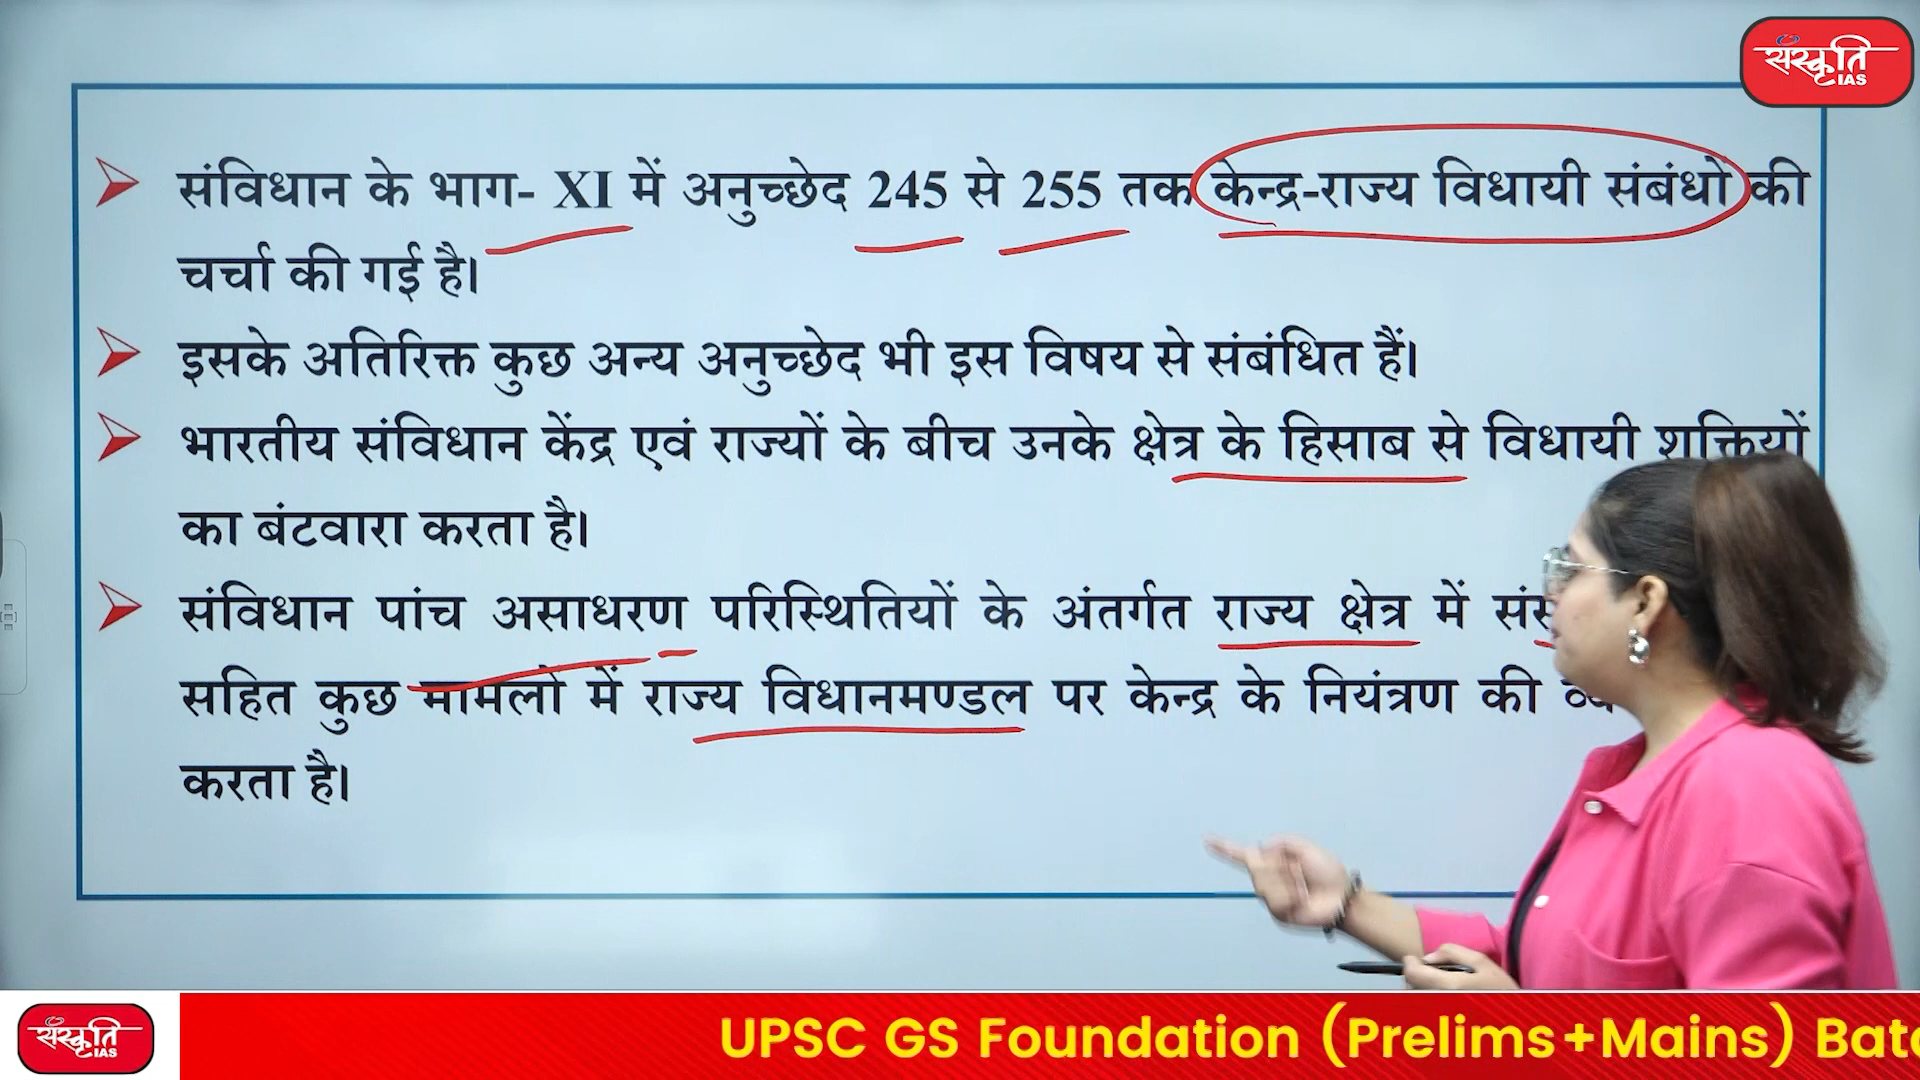 संस्कृति
IAS
संविधान के भाग- XI में अनुच्छेद 245 से 255 तक केन्द्र-राज्य विधायी संबंधों की
चर्चा की गई है।
इसके अतिरिक्त कुछ अन्य अनुच्छेद भी इस विषय से संबंधित हैं।
भारतीय संविधान केंद्र एवं राज्यों के बीच उनके क्षेत्र के हिसाब से विधायी शक्तियों
का बंटवारा करता है।
संविधान पांच असाधरण परिस्थितियों के अंतर्गत राज्य क्षेत्र में
सहित कुछ मामलों में राज्य विधानमण्डल पर केन्द्र के नियंत्रण की
करता है।
संस्कृति
IAS
UPSC GS Foundation (Prelims+Mains)